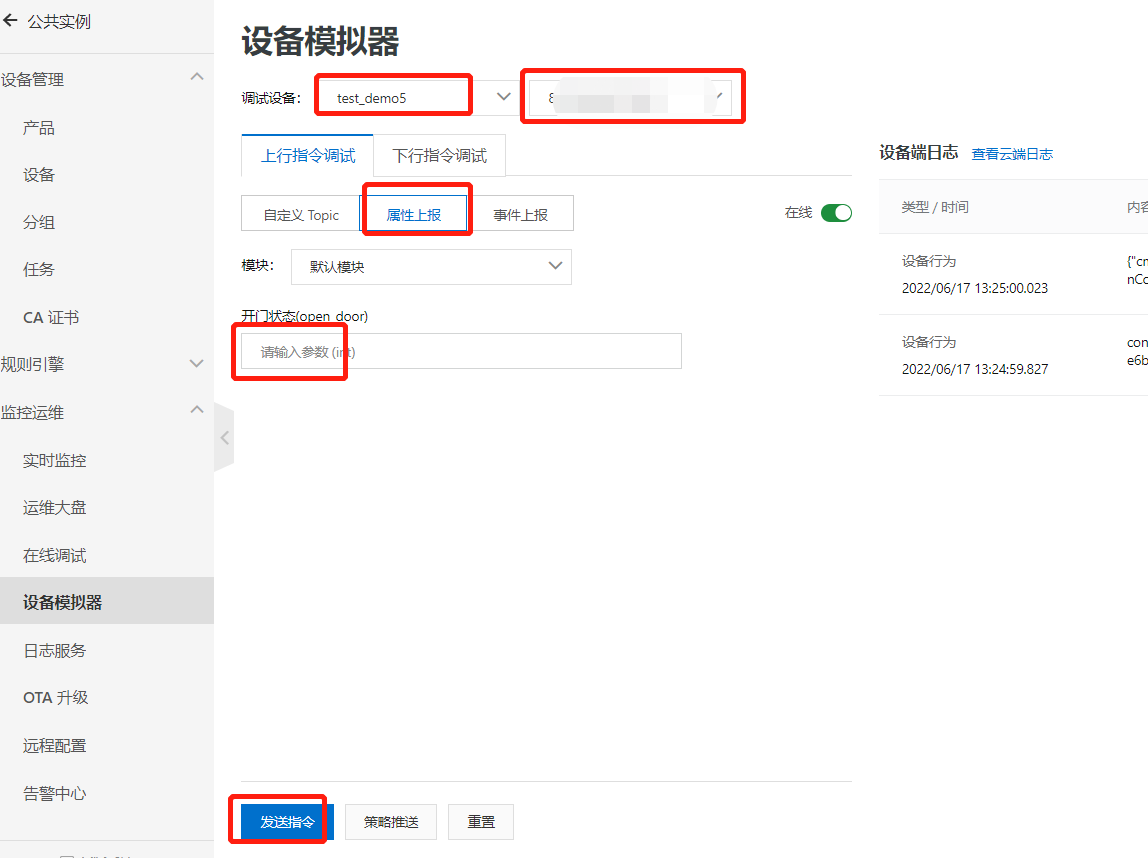 公共实例
设备管理
产品
设备
分组
任务
CA 证书
规则引擎
监控运维
实时监控
运维大盘
在线调试
设备模拟器
日志服务
OTA 升级
远程配置
告警中心
设备模拟器
调试设备： test_demo5 8
上行指令调试 下行指令调试
自定义 Topic 属性上报 事件上报 在线
模块： 默认模块
开门状态(open_door)
请输入参数 (int)
发送指令 策略推送 重置
设备端日志 查看云端日志
类型 / 时间 内容
设备行为 {"cm
2022/06/17 13:25:00.023 nCo
设备行为 con
2022/06/17 13:24:59.827 e6b